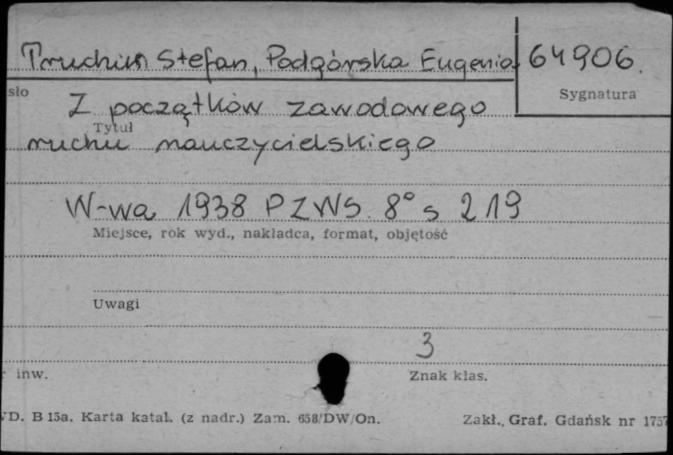 Truchim Stefan, Podgórska Eugenia 64906.
sło Sygnatura
Z początków zawodowego
Tytuł
ruchu nauczycielskiego
W-wa 1938 PZWS. 8° s 219
Miejsce, rok wyd., nakładca, format, objętość
Uwagi
3
inw. Znak klas.
D. B 15a. Karta katal. (z nadr.) Zam. 658/DW/On. Zakł. Graf. Gdańsk nr 1757